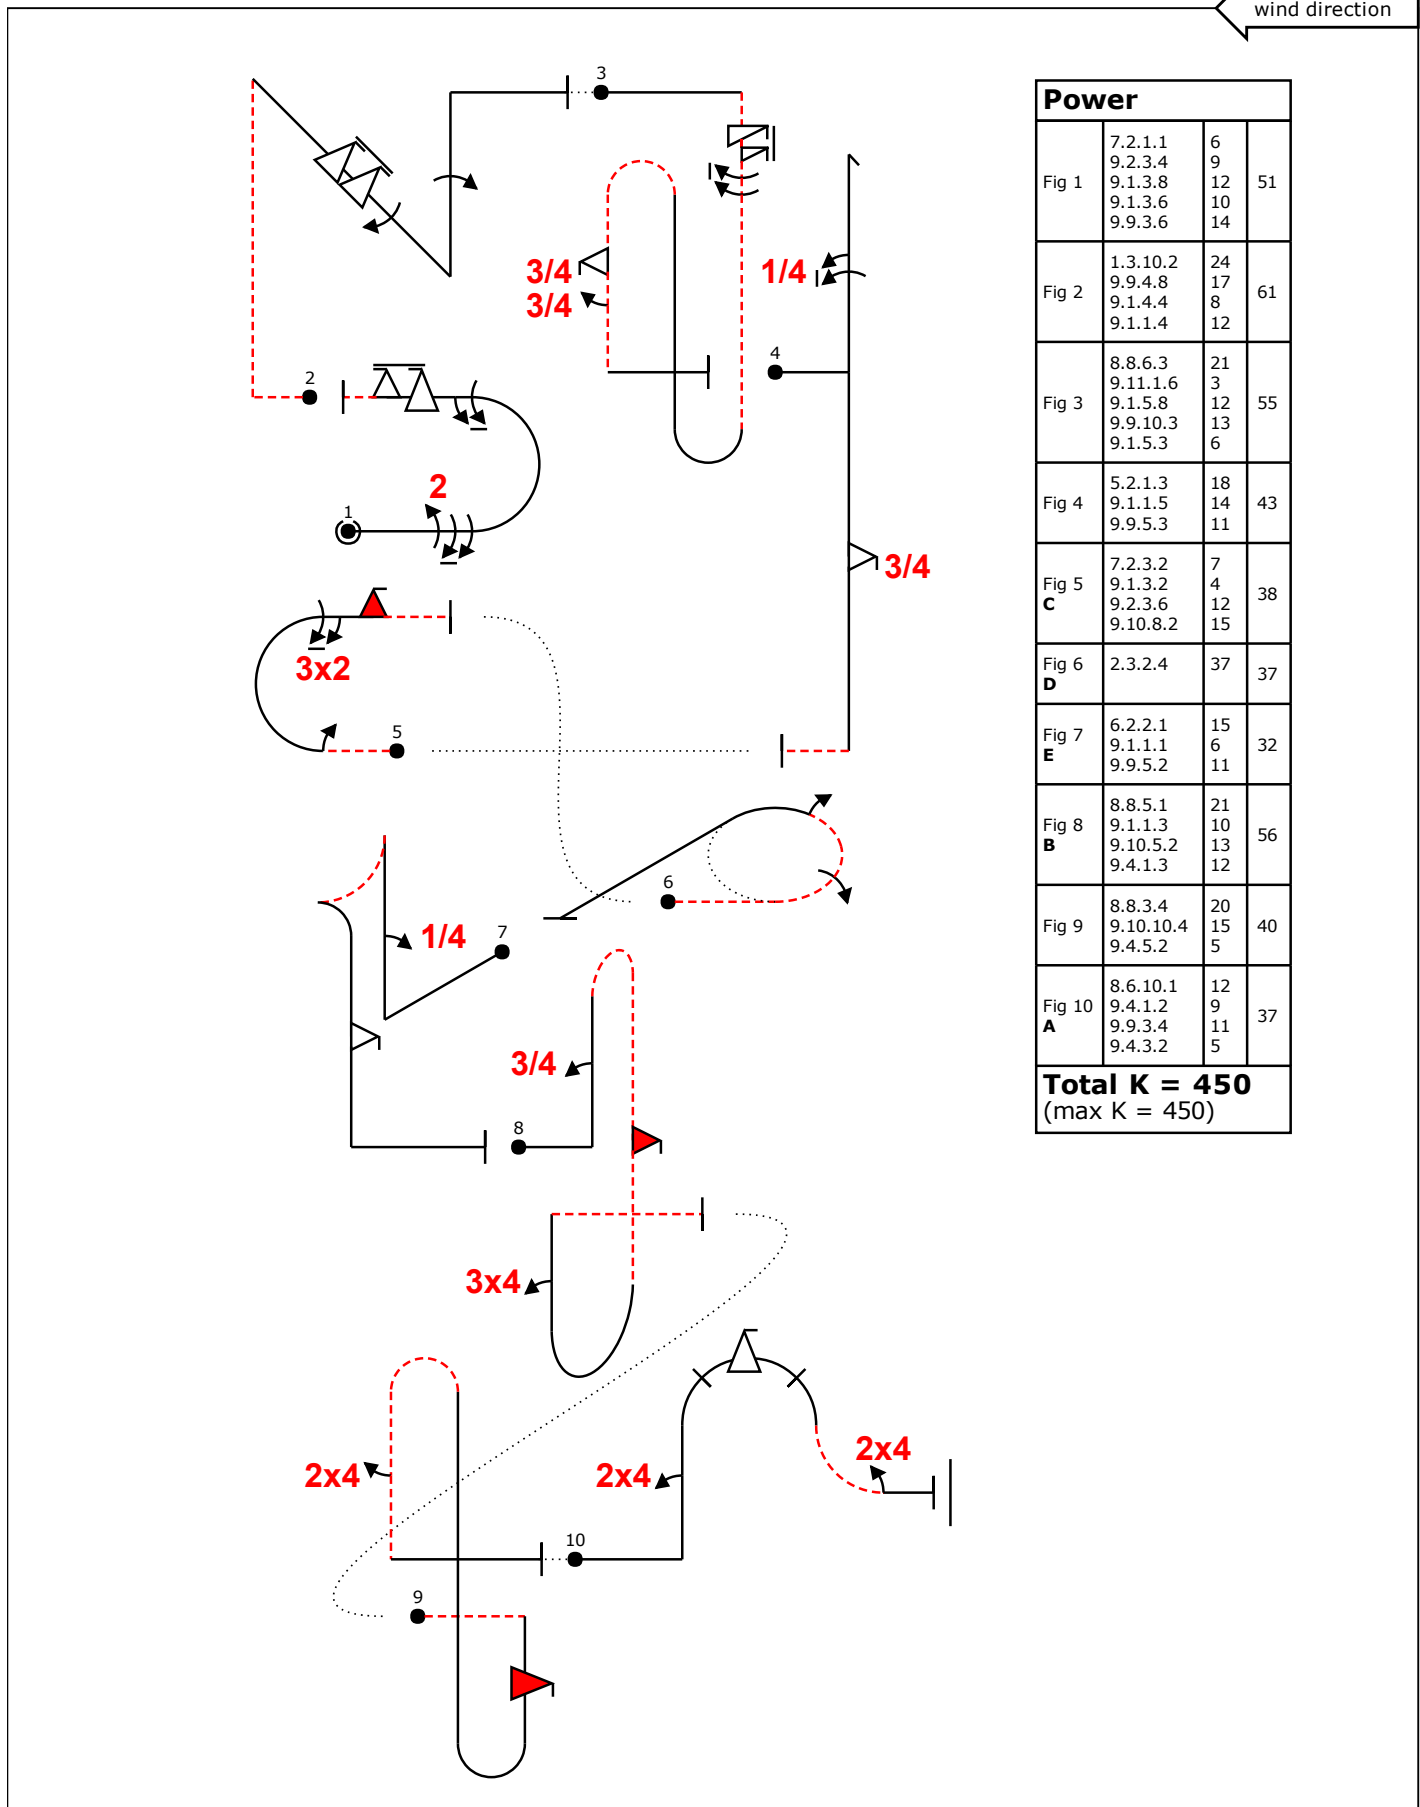 wind direction
3
3/4
3/4
1/4
4
2
2
1
3/4
3x2
5
6
1/4
7
3/4
8
3x4
2x4
2x4
2x4
10
9
Power
Fig 1
7.2.1.1 6
9.2.3.4 9
9.1.3.8 12
9.1.3.6 10
9.9.3.6 14
51
Fig 2
1.3.10.2 24
9.9.4.8 17
9.1.4.4 8
9.1.1.4 12
61
Fig 3
8.8.6.3 21
9.11.1.6 3
9.1.5.8 12
9.9.10.3 13
9.1.5.3 6
55
Fig 4
5.2.1.3 18
9.1.1.5 14
9.9.5.3 11
43
Fig 5
C
7.2.3.2 7
9.1.3.2 4
9.2.3.6 12
9.10.8.2 15
38
Fig 6
D
2.3.2.4 37
37
Fig 7
E
6.2.2.1 15
9.1.1.1 6
9.9.5.2 11
32
Fig 8
B
8.8.5.1 21
9.1.1.3 10
9.10.5.2 13
9.4.1.3 12
56
Fig 9
8.8.3.4 20
9.10.10.4 15
9.4.5.2 5
40
Fig 10
A
8.6.10.1 12
9.4.1.2 9
9.9.3.4 11
9.4.3.2 5
37
Total K = 450
(max K = 450)